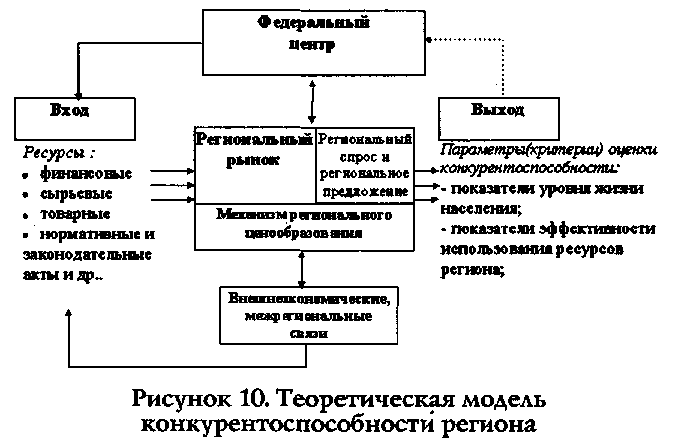 Федеральный
центр
Вход
Выход
Ресурсы :
• финансовые
• сырьевые
• товарные
• нормативные и
законодательные
акты и др..
Региональный
рынок
Региональный
спрос и
региональное
предложение
Механизм регионального
ценообразования
Параметры(критерии) оценки
конкурентоспособности:
- показатели уровня жизни
населения;
- показатели эффективности
использования ресурсов
региона;
Внешнеэкономические,
межрегиональные
связи
Рисунок 10. Теоретическая модель
конкурентоспособности региона